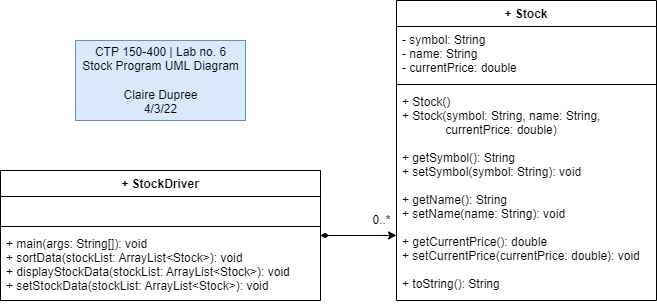 CTP 150-400 | Lab no. 6
Stock Program UML Diagram
Claire Dupree
4/3/22
+ Stock
- symbol: String
- name: String
- currentPrice: double
+ Stock()
+ Stock(symbol: String, name: String,
currentPrice: double)
+ getSymbol(): String
+ setSymbol(symbol: String): void
+ getName(): String
+ setName(name: String): void
+ getCurrentPrice(): double
+ setCurrentPrice(currentPrice: double): void
+ toString(): String
+ StockDriver
+ main(args: String[]): void
+ sortData(stockList: ArrayList<Stock>): void
+ displayStockData(stockList: ArrayList<Stock>): void
+ setStockData(stockList: ArrayList<Stock>): void
0..*